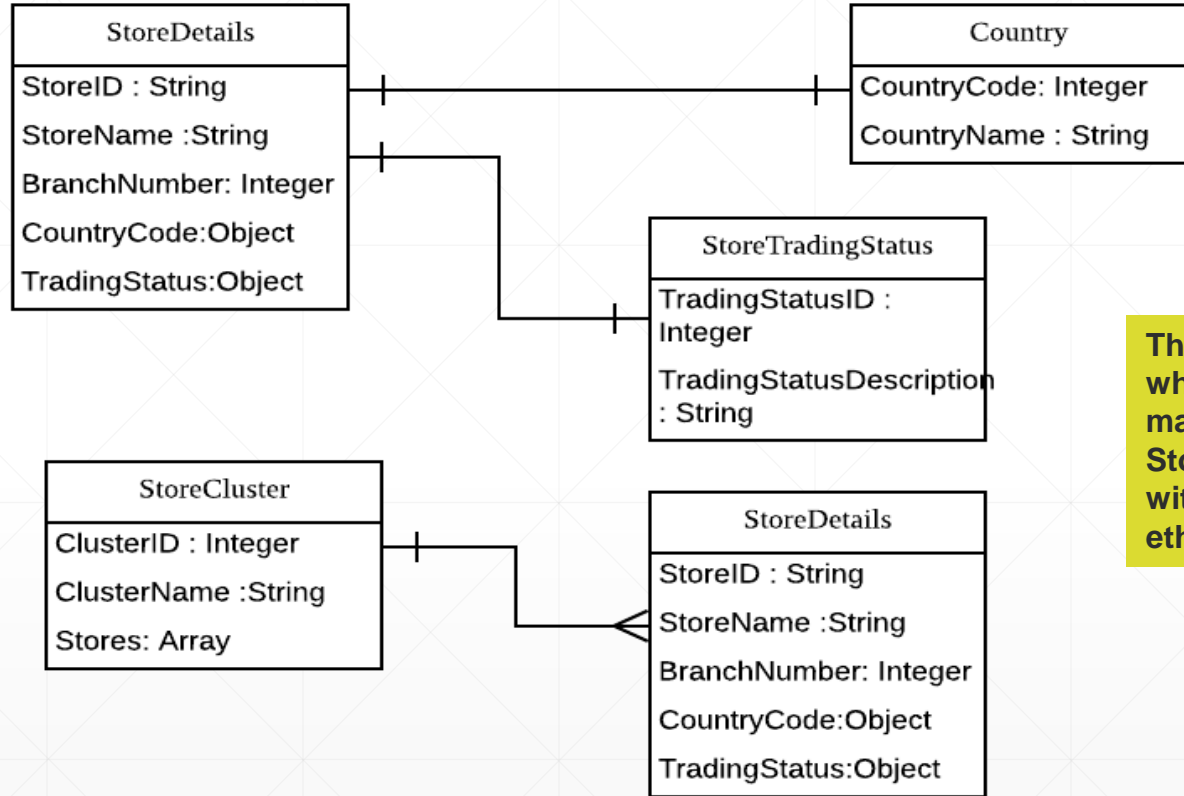 StoreDetails
StoreID : String
StoreName :String
BranchNumber: Integer
CountryCode:Object
TradingStatus:Object
Country
CountryCode: Integer
CountryName : String
StoreTradingStatus
TradingStatusID :
Integer
TradingStatusDescription
: String
StoreCluster
ClusterID : Integer
ClusterName :String
Stores: Array
StoreDetails
StoreID : String
StoreName :String
BranchNumber: Integer
CountryCode:Object
TradingStatus:Object